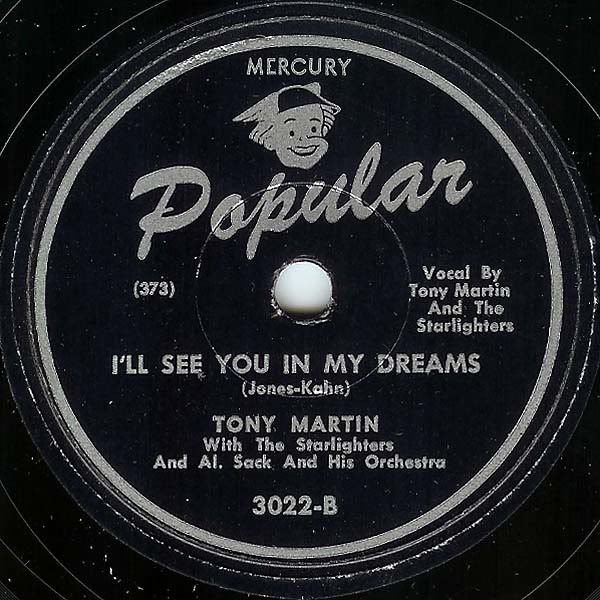 MERCURY
Popular
(373)
Vocal By
Tony Martin
And The
Starlighters
I'LL SEE YOU IN MY DREAMS
(Jones-Kahn)
TONY MARTIN
With The Starlighters
And Al. Sack And His Orchestra
3022-B